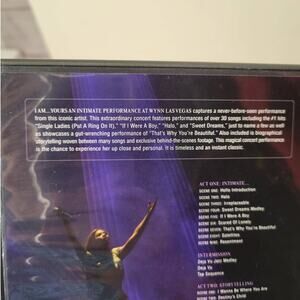 I AM...YOURS AN INTIMATE PERFORMANCE AT WYNN LAS VEGAS captures a never-before-seen performance
from this iconic artist. This extraordinary concert features performances of over 30 songs including the #1 hits
"Single Ladies (Put A Ring On It)," "If I Were A Boy," "Halo," and "Sweet Dreams," just to name a few as well
as showcases a gut-wrenching performance of "That's Why You're Beautiful." Also included is biographical
storytelling woven between many songs and exclusive behind-the-scenes footage. This magical concert performance
is the chance to experience her up close and personal. It is timeless and an instant classic.
ACT ONE: INTIMATE...
SCENE ONE: Hello Introduction
SCENE TWO: Halo
SCENE THREE: Irreplaceable
SCENE FOUR: Sweet Dreams Medley
SCENE FIVE: If I Were A Boy
SCENE SIX: Scared Of Lonely
SCENE SEVEN: That's Why You're Beautiful
SCENE EIGHT: Satellites
SCENE NINE: Resentment
INTERMISSION
Deja Vu Jazz Medley
Deja Vu
Tap Sequence
ACT TWO: STORYTELLING
SCENE ONE: I Wanna Be Where You Are
SCENE TWO: Destiny's Child